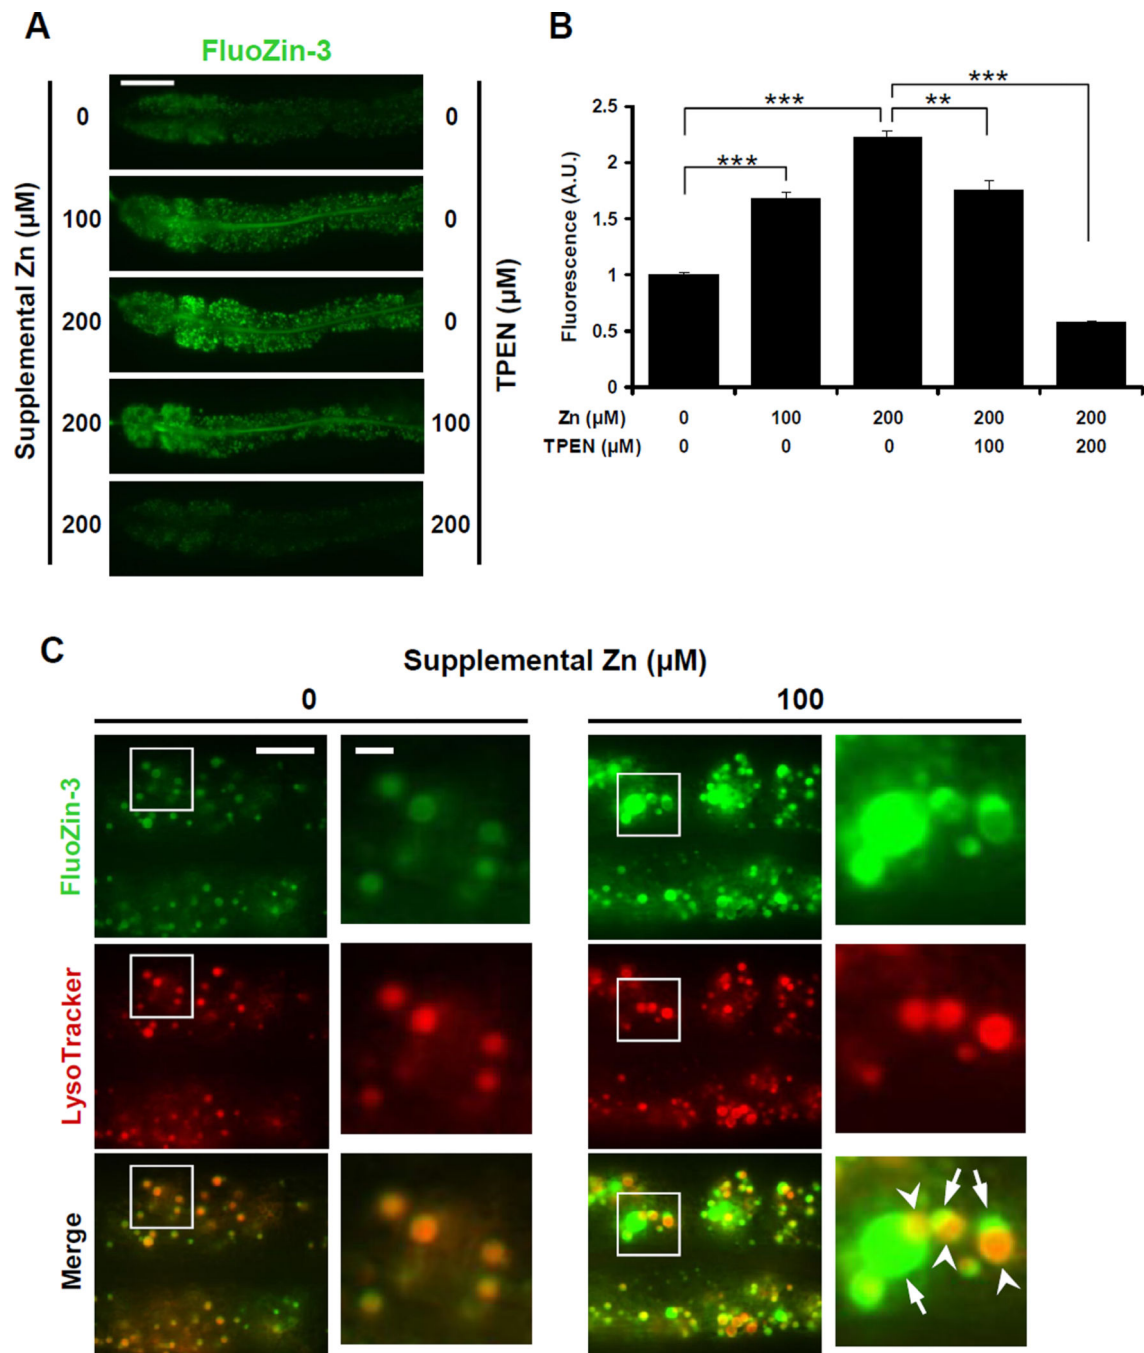 A
FluoZin-3
Supplemental Zn (µM)
0 0
100 0
200 0
200 100
200 200
TPEN (µM)
B
Fluorescence (A.U.)
2.5
2
1.5
1
0.5
0
*** *** ** ***
Zn (µM) 0 100 200 200 200
TPEN (µM) 0 0 0 100 200
C
Supplemental Zn (µM)
0 100
FluoZin-3
LysoTracker
Merge